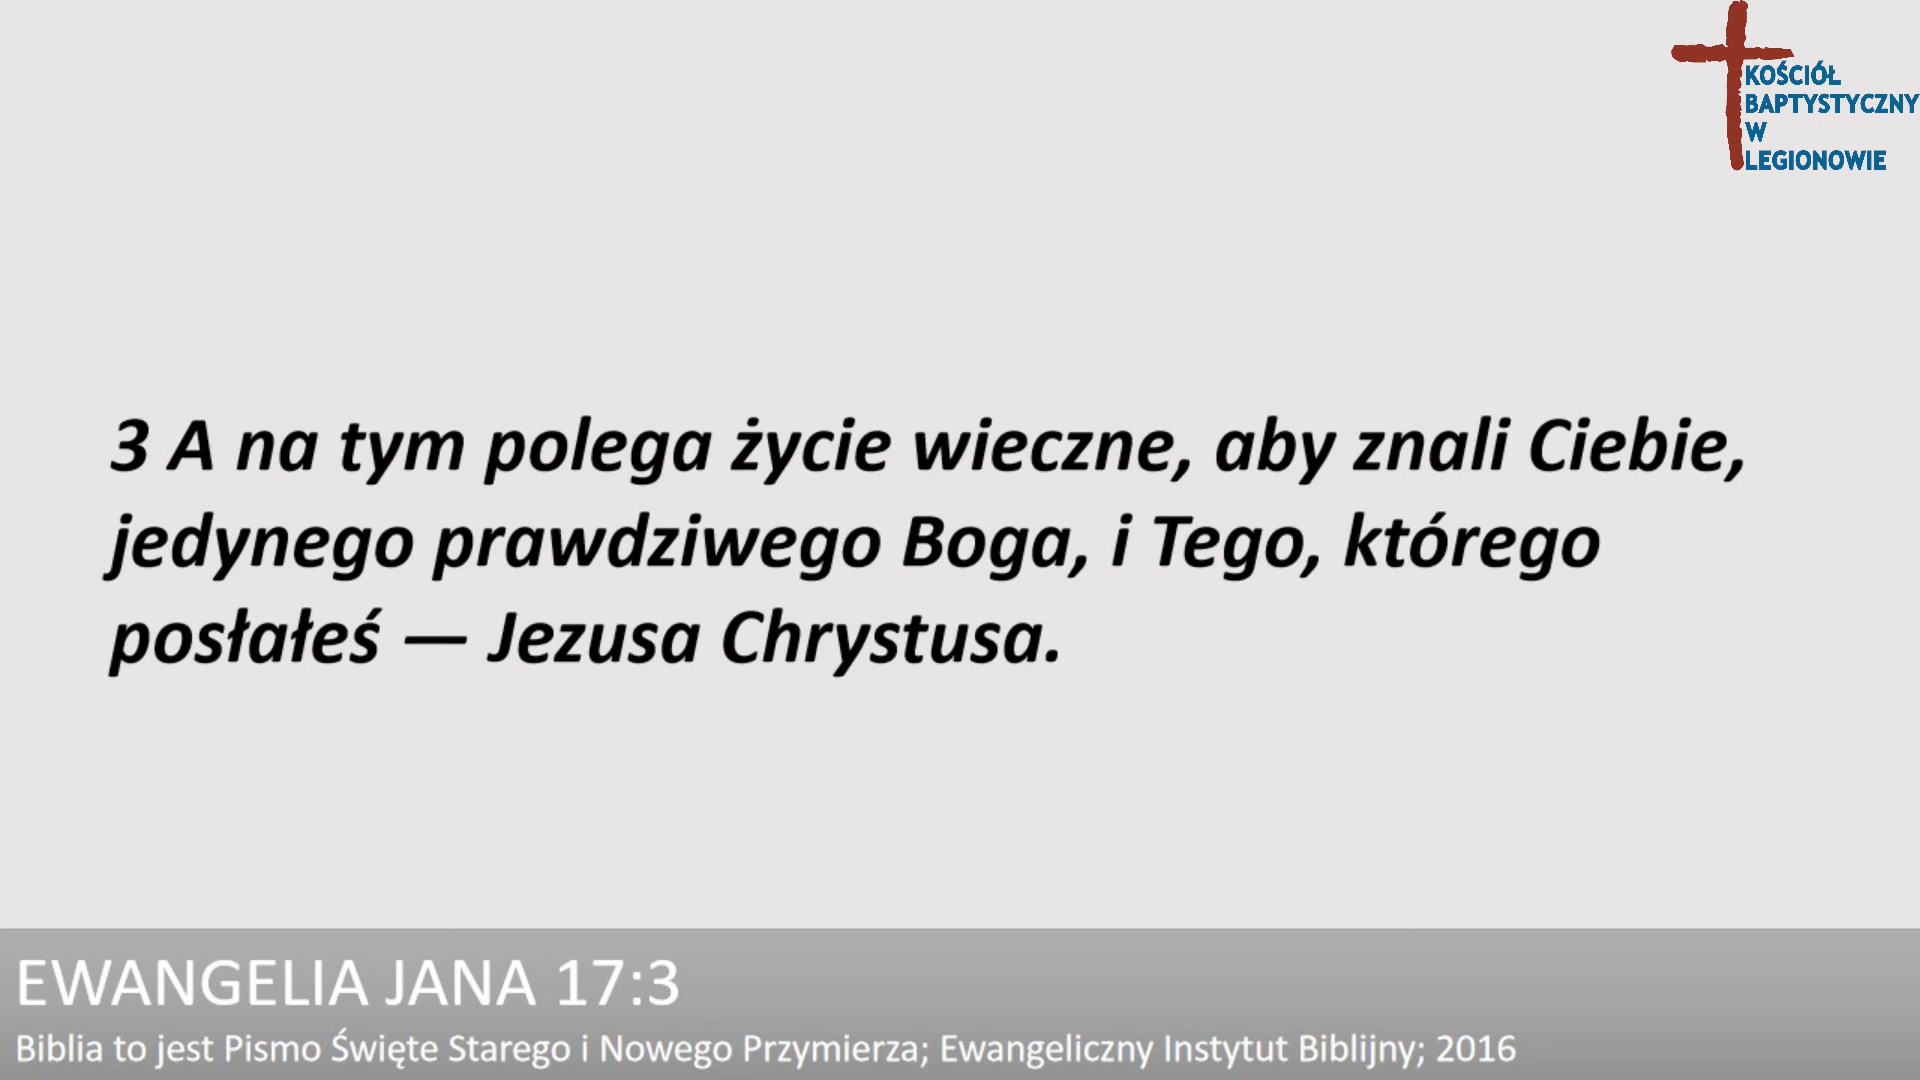 KOŚCIÓŁ
BAPTYSTYCZNY
W
LEGIONOWIE
3 A na tym polega życie wieczne, aby znali Ciebie,
jedynego prawdziwego Boga, i Tego, którego
posłałeś — Jezusa Chrystusa.
EWANGELIA JANA 17:3
Biblia to jest Pismo Święte Starego i Nowego Przymierza; Ewangeliczny Instytut Biblijny; 2016